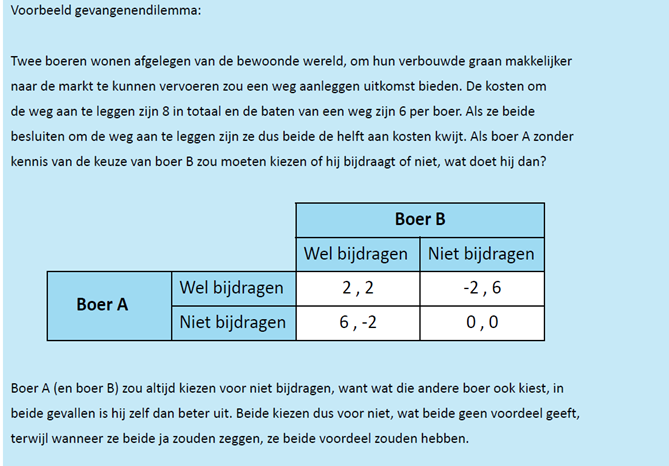 Voorbeeld gevangenendilemma:
Twee boeren wonen afgelegen van de bewoonde wereld, om hun verbouwde graan makkelijker
naar de markt te kunnen vervoeren zou een weg aanleggen uitkomst bieden. De kosten om
de weg aan te leggen zijn 8 in totaal en de baten van een weg zijn 6 per boer. Als ze beide
besluiten om de weg aan te leggen zijn ze dus beide de helft aan kosten kwijt. Als boer A zonder
kennis van de keuze van boer B zou moeten kiezen of hij bijdraagt of niet, wat doet hij dan?
Boer B
Wel bijdragen Niet bijdragen
Boer A
Wel bijdragen 2 , 2 -2 , 6
Niet bijdragen 6 , -2 0 , 0
Boer A (en boer B) zou altijd kiezen voor niet bijdragen, want wat die andere boer ook kiest, in
beide gevallen is hij zelf dan beter uit. Beide kiezen dus voor niet, wat beide geen voordeel geeft,
terwijl wanneer ze beide ja zouden zeggen, ze beide voordeel zouden hebben.